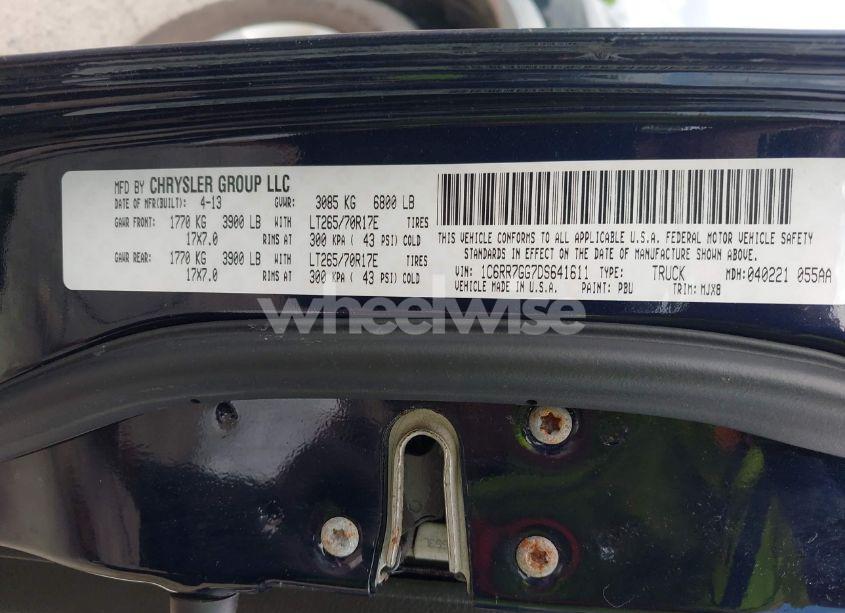 MFD BY CHRYSLER GROUP LLC
DATE OF MFR(BUILT): 4-13 GVWR: 3085 KG 6800 LB
GAWR FRONT: 1770 KG 3900 LB WITH LT265/70R17E TIRES
17X7.0 RIMS AT 300 KPA ( 43 PSI) COLD
GAWR REAR: 1770 KG 3900 LB WITH LT265/70R17E TIRES
17X7.0 RIMS AT 300 KPA ( 43 PSI) COLD
THIS VEHICLE CONFORMS TO ALL APPLICABLE U.S.A. FEDERAL MOTOR VEHICLE SAFETY
STANDARDS IN EFFECT ON THE DATE OF MANUFACTURE SHOWN ABOVE.
VIN: 1C6RR7GG7DS641611 TYPE: TRUCK MDH:040221 055AA
VEHICLE MADE IN U.S.A. PAINT: PBU TRIM: MJX8
wheelwise